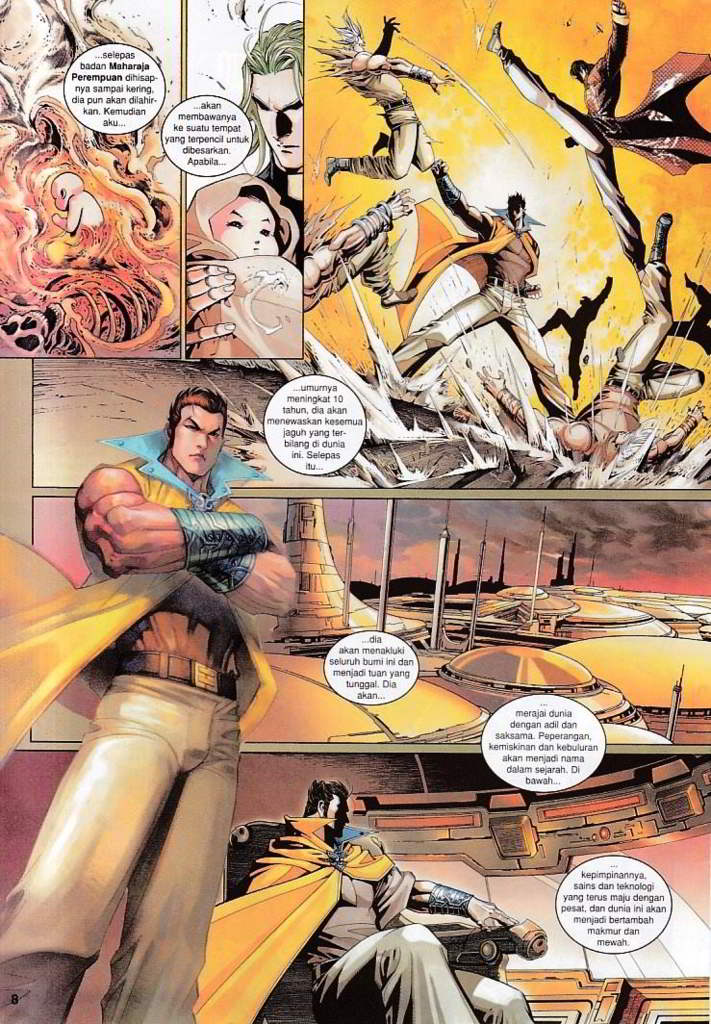 ...selepas
badan Maharaja
Perempuan dihisap-
nya sampai kering,
dia pun akan dilahir-
kan. Kemudian
aku...
...akan
membawanya
ke suatu tempat
yang terpencil untuk
dibesarkan.
Apabila...
...umurnya
meningkat 10
tahun, dia akan
menewaskan kesemua
jaguh yang ter-
bilang di dunia
ini. Selepas
itu...
...dia
akan menakluki
seluruh bumi ini dan
menjadi tuan yang
tunggal. Dia
akan...
...
merajai dunia
dengan adil dan
saksama. Peperangan,
kemiskinan dan kebuluran
akan menjadi nama
dalam sejarah. Di
bawah...
...
kepimpinannya,
sains dan teknologi
yang terus maju dengan
pesat, dan dunia ini akan
menjadi bertambah
makmur dan
mewah.
8